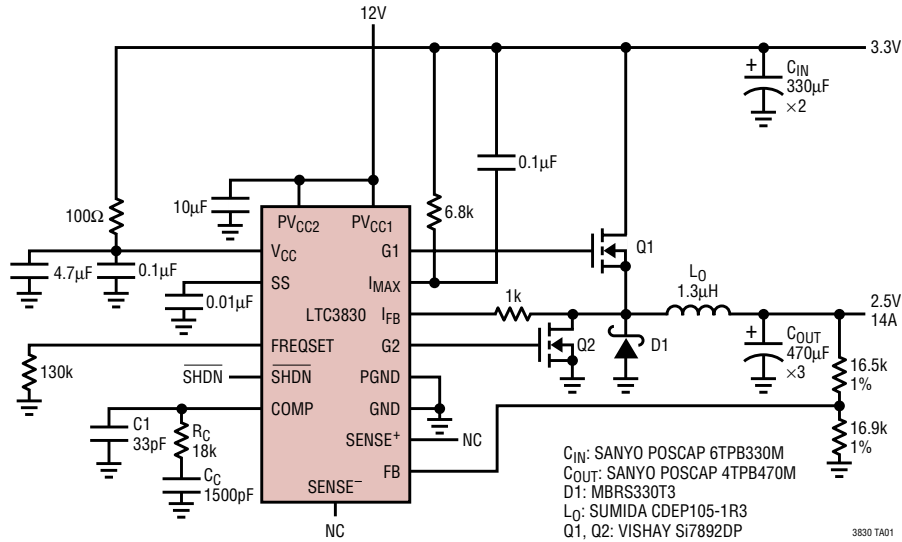 12V
3.3V
+
C_IN
330µF
×2
0.1µF
6.8k
10µF
100Ω
PV_CC2
PV_CC1
V_CC
G1
Q1
4.7µF
0.1µF
SS
I_MAX
0.01µF
LTC3830
I_FB
1k
L_O
1.3µH
2.5V
14A
FREQSET
G2
Q2
D1
+
C_OUT
470µF
×3
16.5k
1%
130k
SHDN
SHDN
PGND
COMP
GND
C1
33pF
R_C
18k
SENSE+
NC
16.9k
1%
FB
C_C
1500pF
SENSE–
NC
C_IN: SANYO POSCAP 6TPB330M
C_OUT: SANYO POSCAP 4TPB470M
D1: MBRS330T3
L_O: SUMIDA CDEP105-1R3
Q1, Q2: VISHAY Si7892DP
3830 TA01